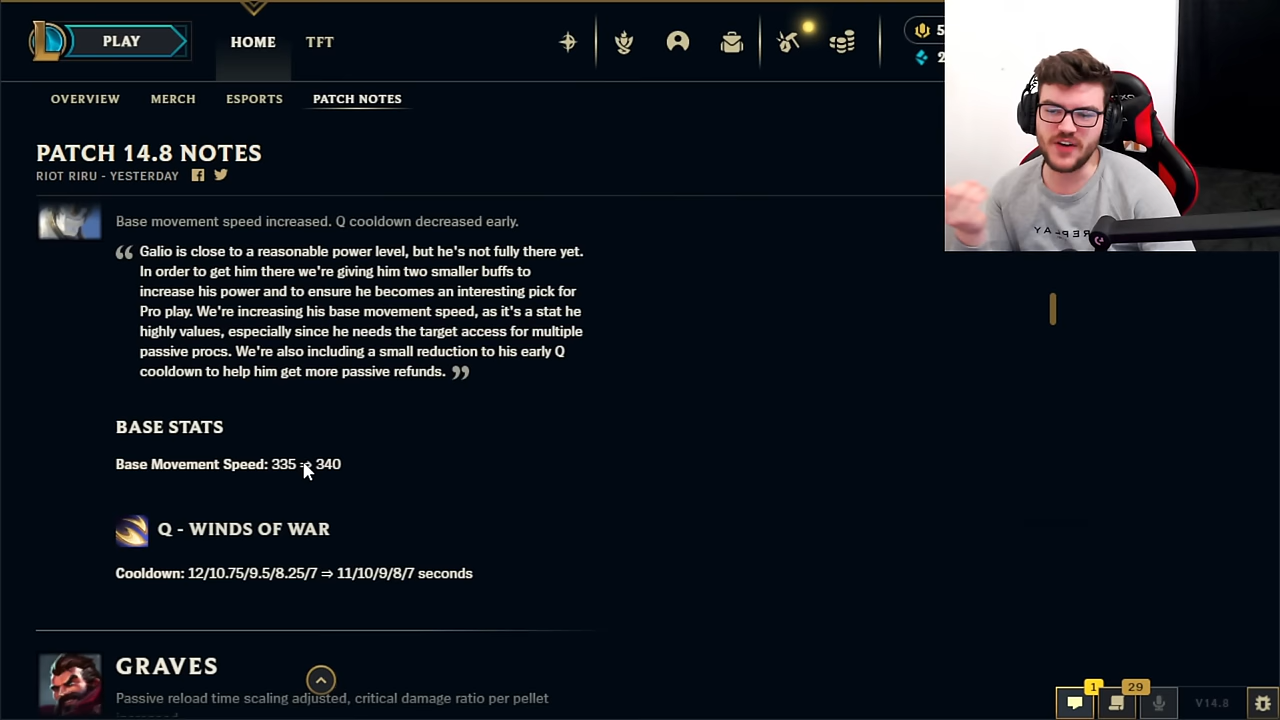 PLAY
HOME
TFT
5
2
OVERVIEW
MERCH
ESPORTS
PATCH NOTES
PATCH 14.8 NOTES
RIOT RIRU - YESTERDAY
Base movement speed increased. Q cooldown decreased early.
“ Galio is close to a reasonable power level, but he's not fully there yet.
In order to get him there we're giving him two smaller buffs to
increase his power and to ensure he becomes an interesting pick for
Pro play. We're increasing his base movement speed, as it's a stat he
highly values, especially since he needs the target access for multiple
passive procs. We're also including a small reduction to his early Q
cooldown to help him get more passive refunds. ”
BASE STATS
Base Movement Speed: 335 ⇒ 340
Q - WINDS OF WAR
Cooldown: 12/10.75/9.5/8.25/7 ⇒ 11/10/9/8/7 seconds
GRAVES
Passive reload time scaling adjusted, critical damage ratio per pellet
increased.
1
29
V14.8